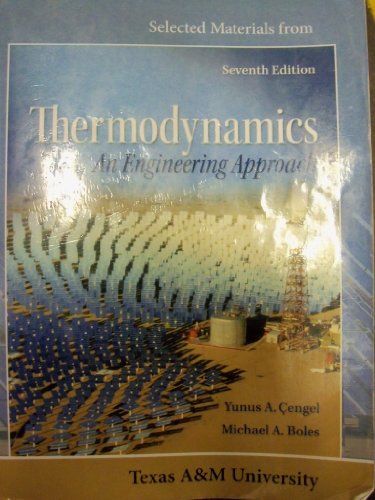 Selected Materials from
Seventh Edition
Thermodynamics
An Engineering Approach
Yunus A. Çengel
Michael A. Boles
Texas A&M University